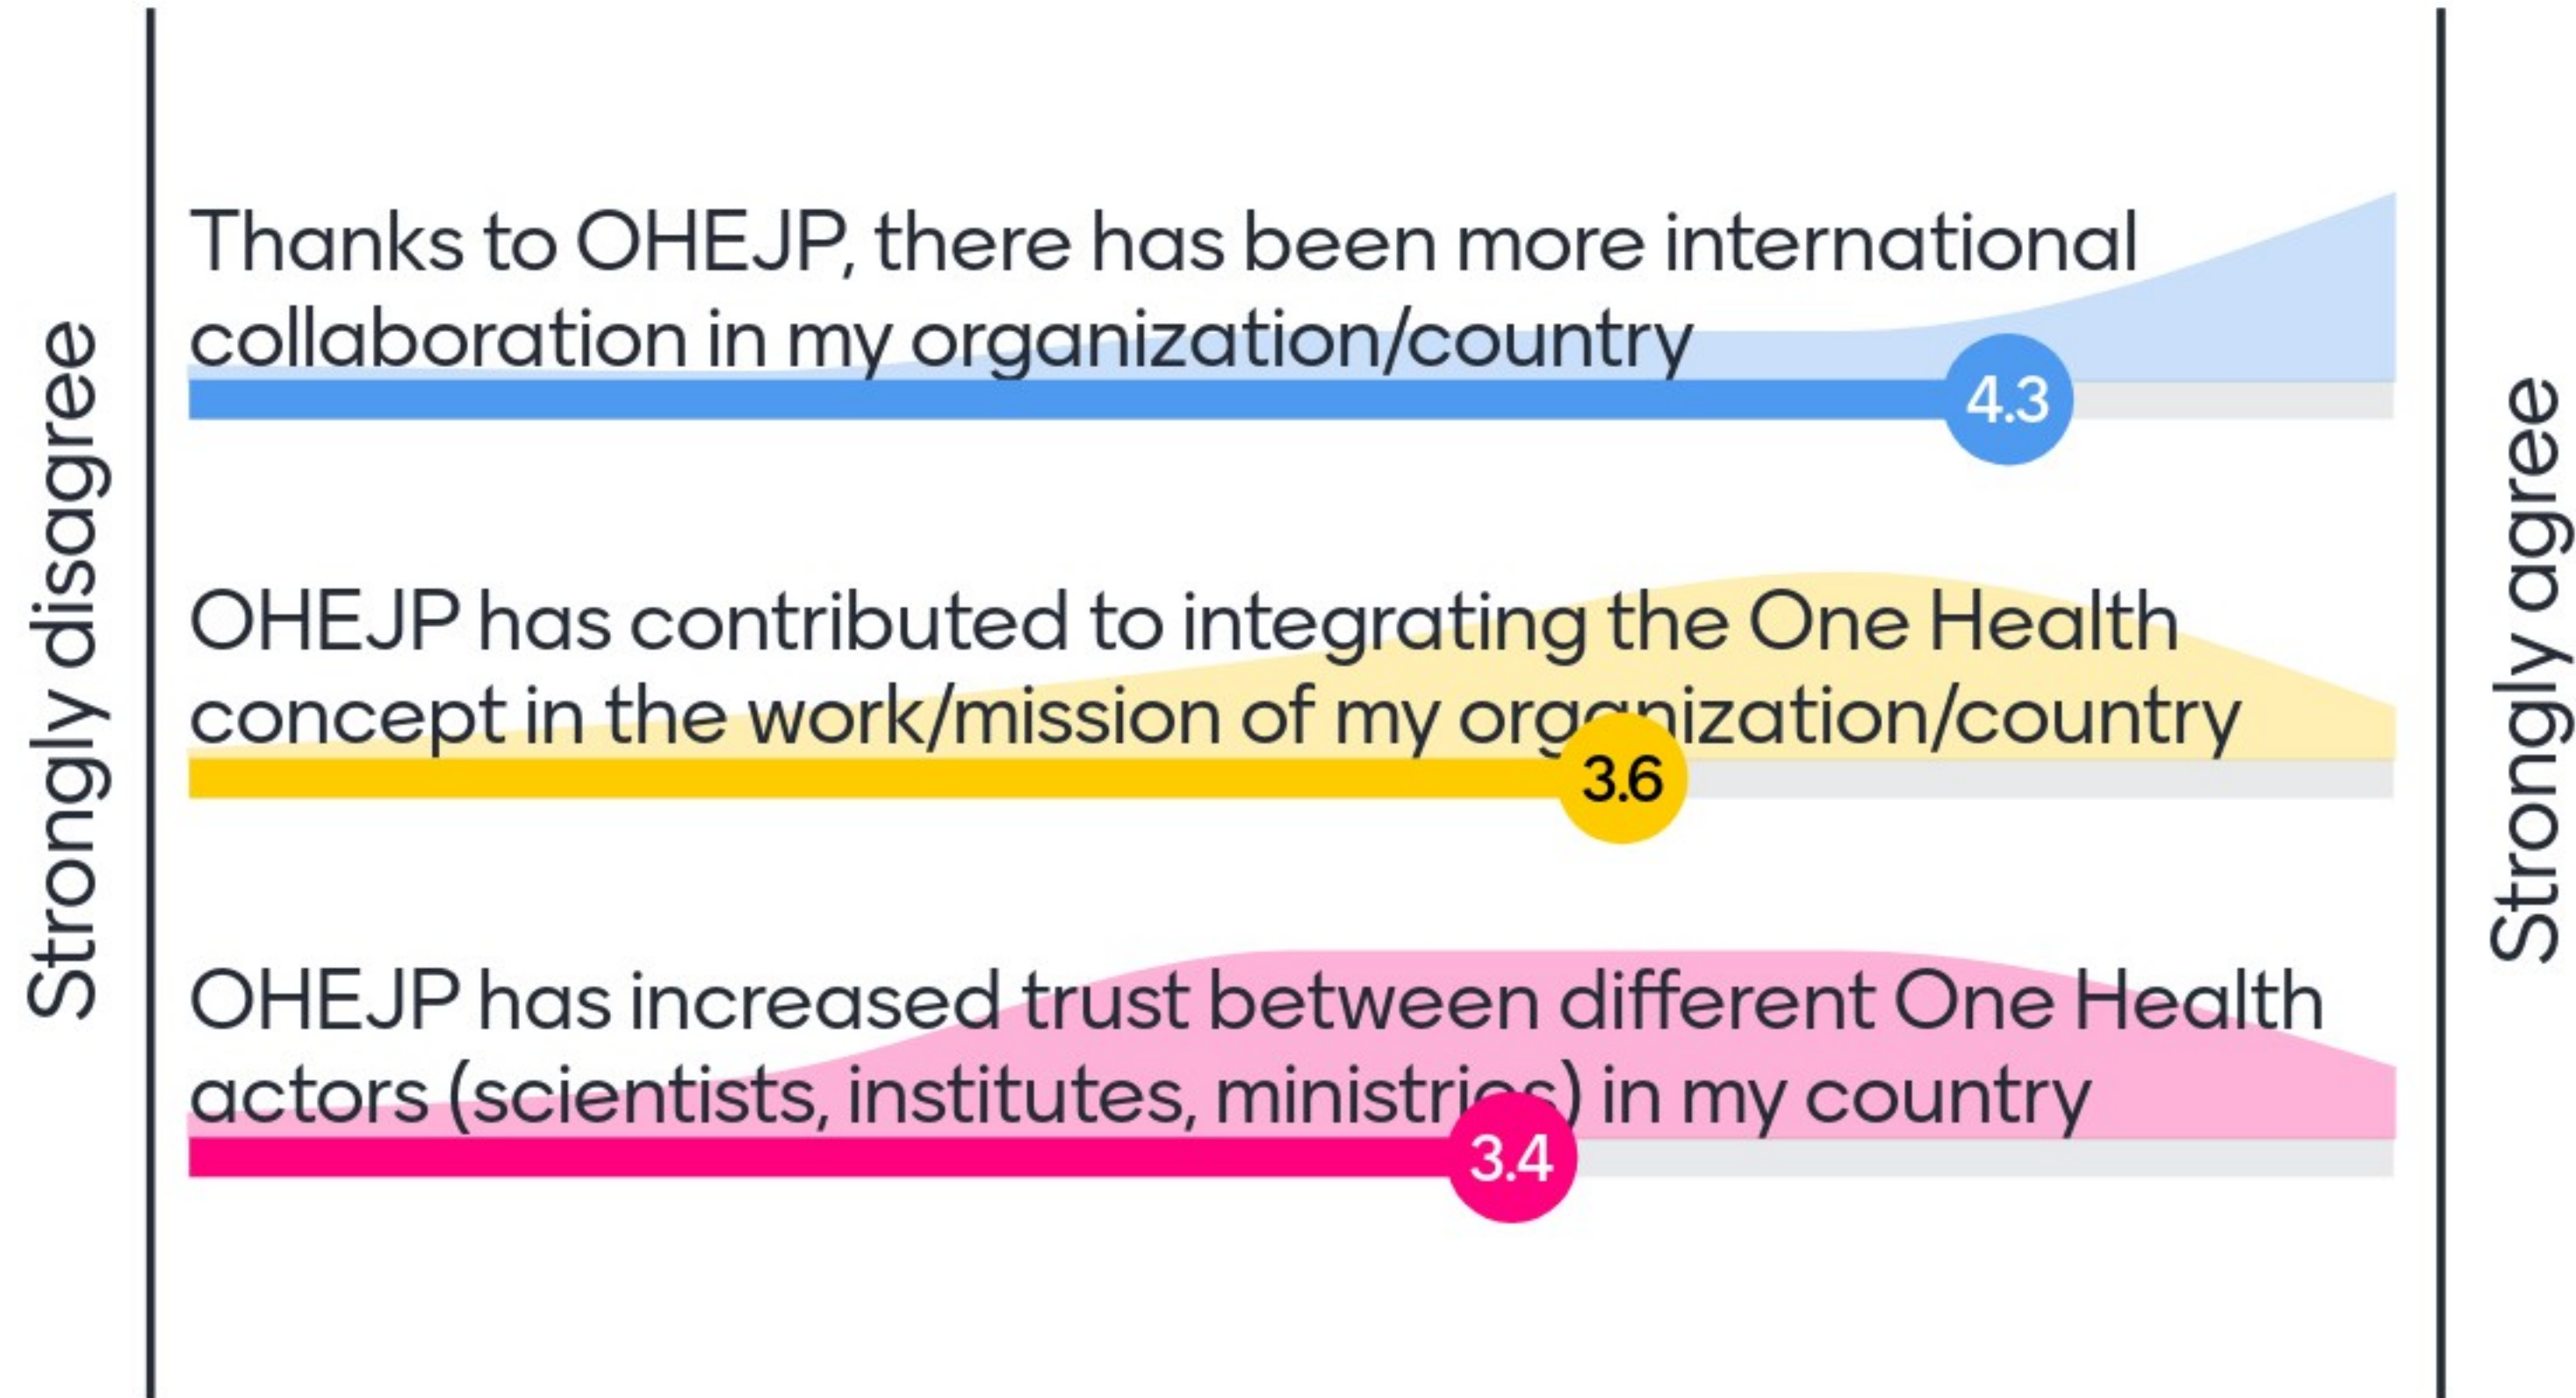 Strongly disagree
Thanks to OHEJP, there has been more international
collaboration in my organization/country
4.3
OHEJP has contributed to integrating the One Health
concept in the work/mission of my organization/country
3.6
OHEJP has increased trust between different One Health
actors (scientists, institutes, ministries) in my country
3.4
Strongly agree